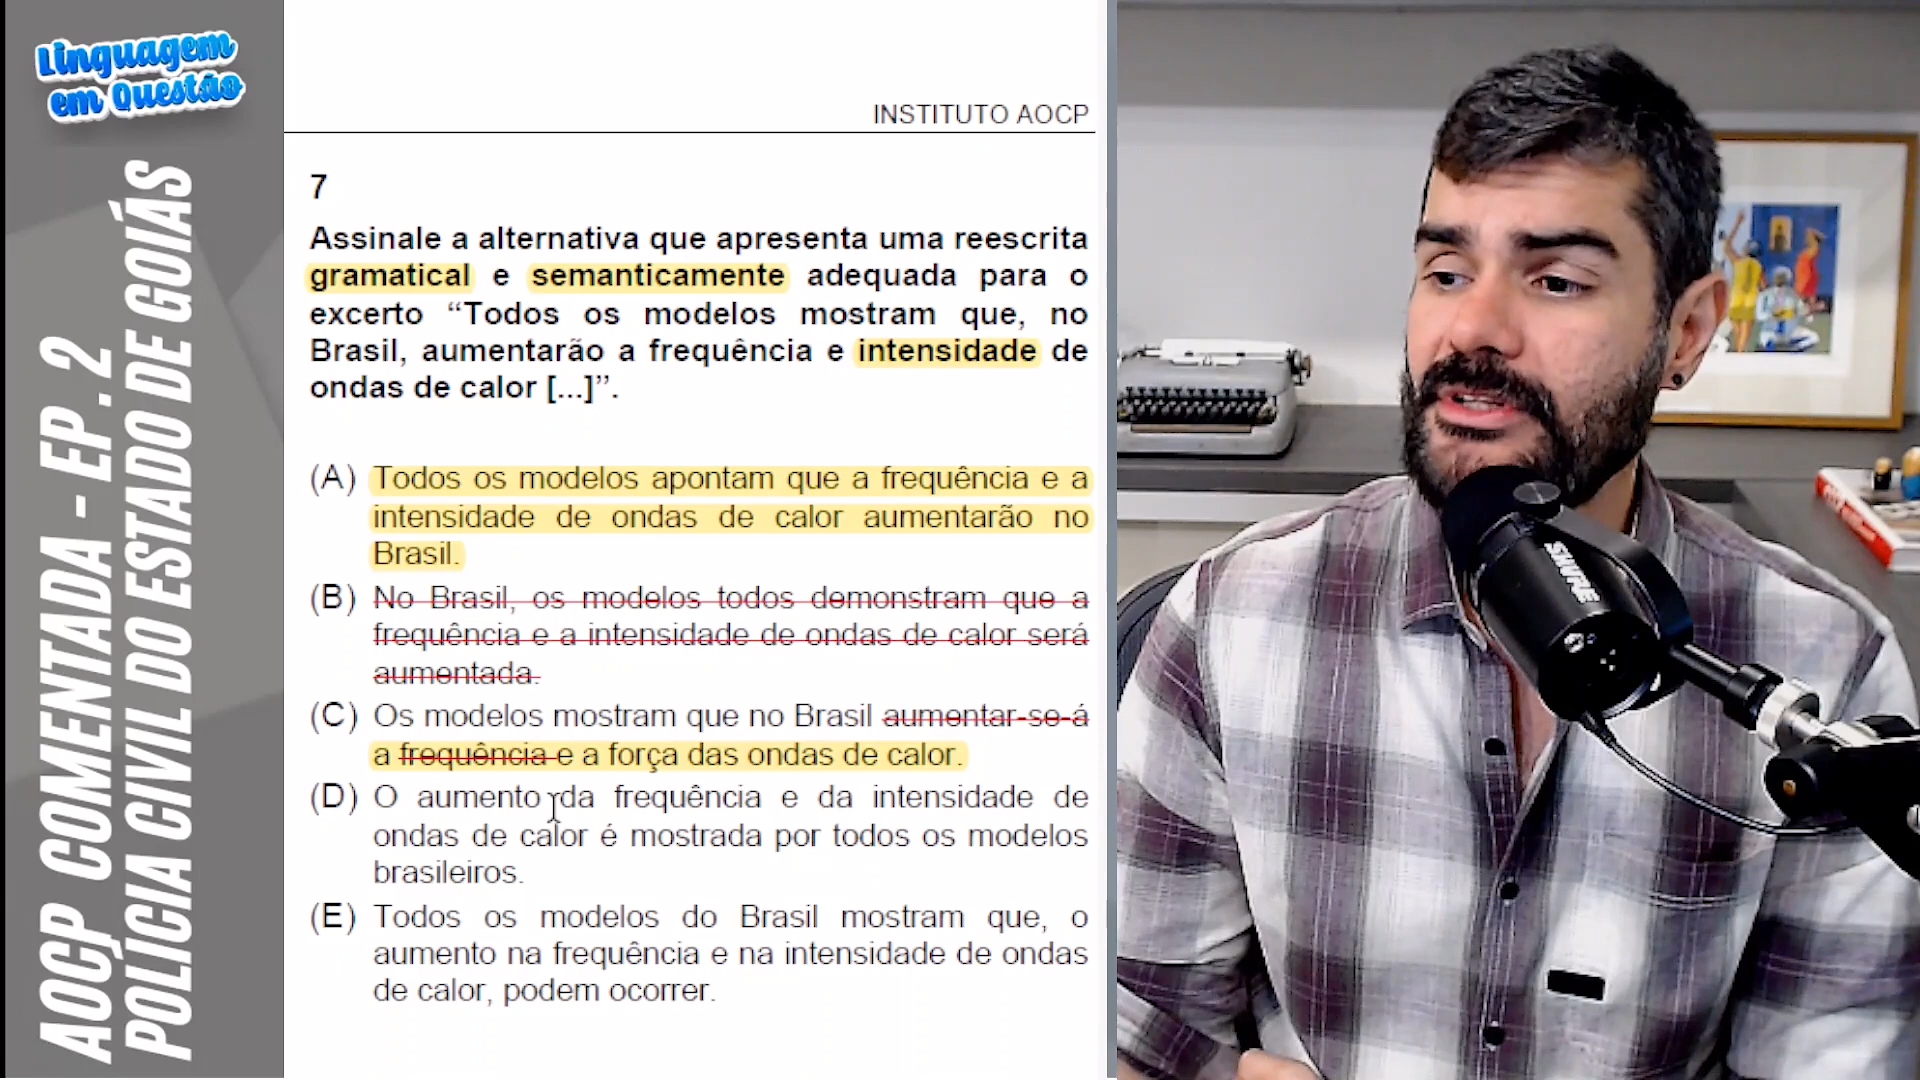 Linguagem
em Questão
AOCP COMENTADA - EP. 2
POLÍCIA CIVIL DO ESTADO DE GOIÁS
INSTITUTO AOCP
7
Assinale a alternativa que apresenta uma reescrita
gramatical e semanticamente adequada para o
excerto “Todos os modelos mostram que, no
Brasil, aumentarão a frequência e intensidade de
ondas de calor [...]”.
(A) Todos os modelos apontam que a frequência e a
intensidade de ondas de calor aumentarão no
Brasil.
(B) No Brasil, os modelos todos demonstram que a
frequência e a intensidade de ondas de calor será
aumentada.
(C) Os modelos mostram que no Brasil aumentar-se-á
a frequência e a força das ondas de calor.
(D) O aumento da frequência e da intensidade de
ondas de calor é mostrada por todos os modelos
brasileiros.
(E) Todos os modelos do Brasil mostram que, o
aumento na frequência e na intensidade de ondas
de calor, podem ocorrer.
SHURE